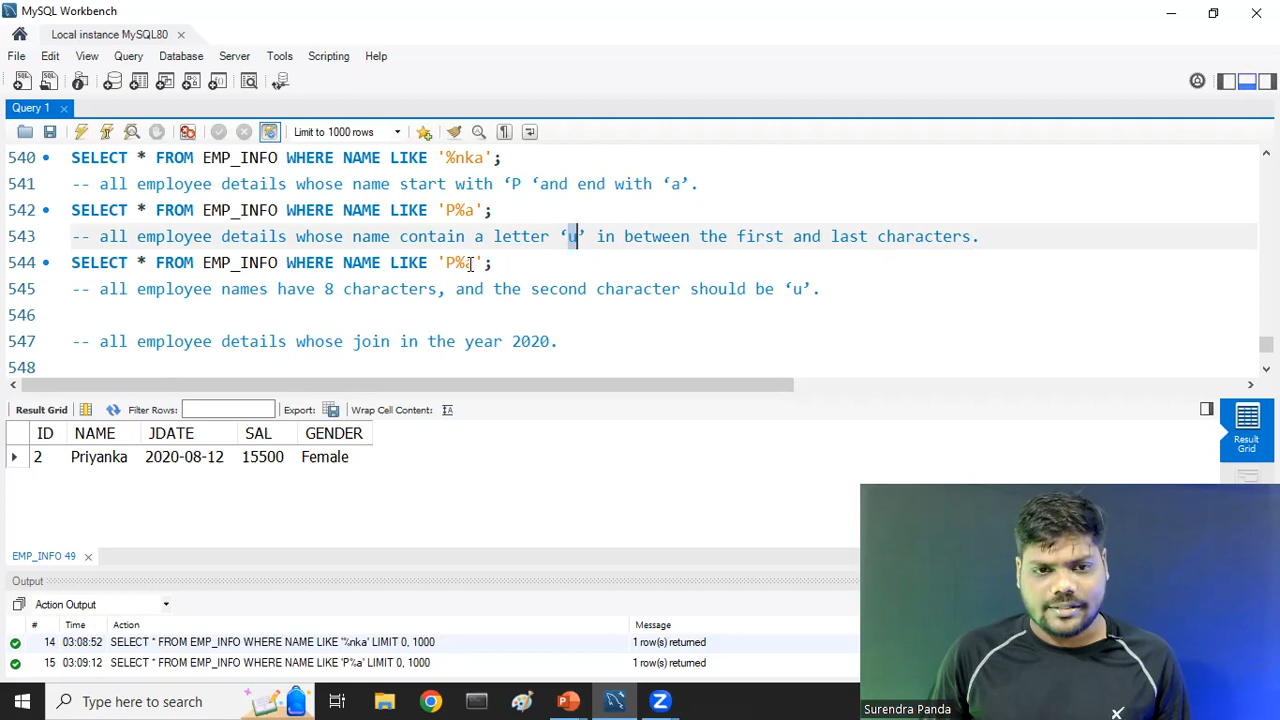 MySQL Workbench
Local instance MySQL80
File Edit View Query Database Server Tools Scripting Help
Query 1
Limit to 1000 rows
540 SELECT * FROM EMP_INFO WHERE NAME LIKE '%nka';
541 -- all employee details whose name start with ‘P ‘and end with ‘a’.
542 SELECT * FROM EMP_INFO WHERE NAME LIKE 'P%a';
543 -- all employee details whose name contain a letter ‘u’ in between the first and last characters.
544 SELECT * FROM EMP_INFO WHERE NAME LIKE 'P%a';
545 -- all employee names have 8 characters, and the second character should be ‘u’.
546
547 -- all employee details whose join in the year 2020.
548
Result Grid Filter Rows: Export: Wrap Cell Content:
ID NAME JDATE SAL GENDER
2 Priyanka 2020-08-12 15500 Female
Result
Grid
EMP_INFO 49
Output
Action Output
# Time Action Message
14 03:08:52 SELECT * FROM EMP_INFO WHERE NAME LIKE '%nka' LIMIT 0, 1000 1 row(s) returned
15 03:09:12 SELECT * FROM EMP_INFO WHERE NAME LIKE 'P%a' LIMIT 0, 1000 1 row(s) returned
Type here to search
Surendra Panda